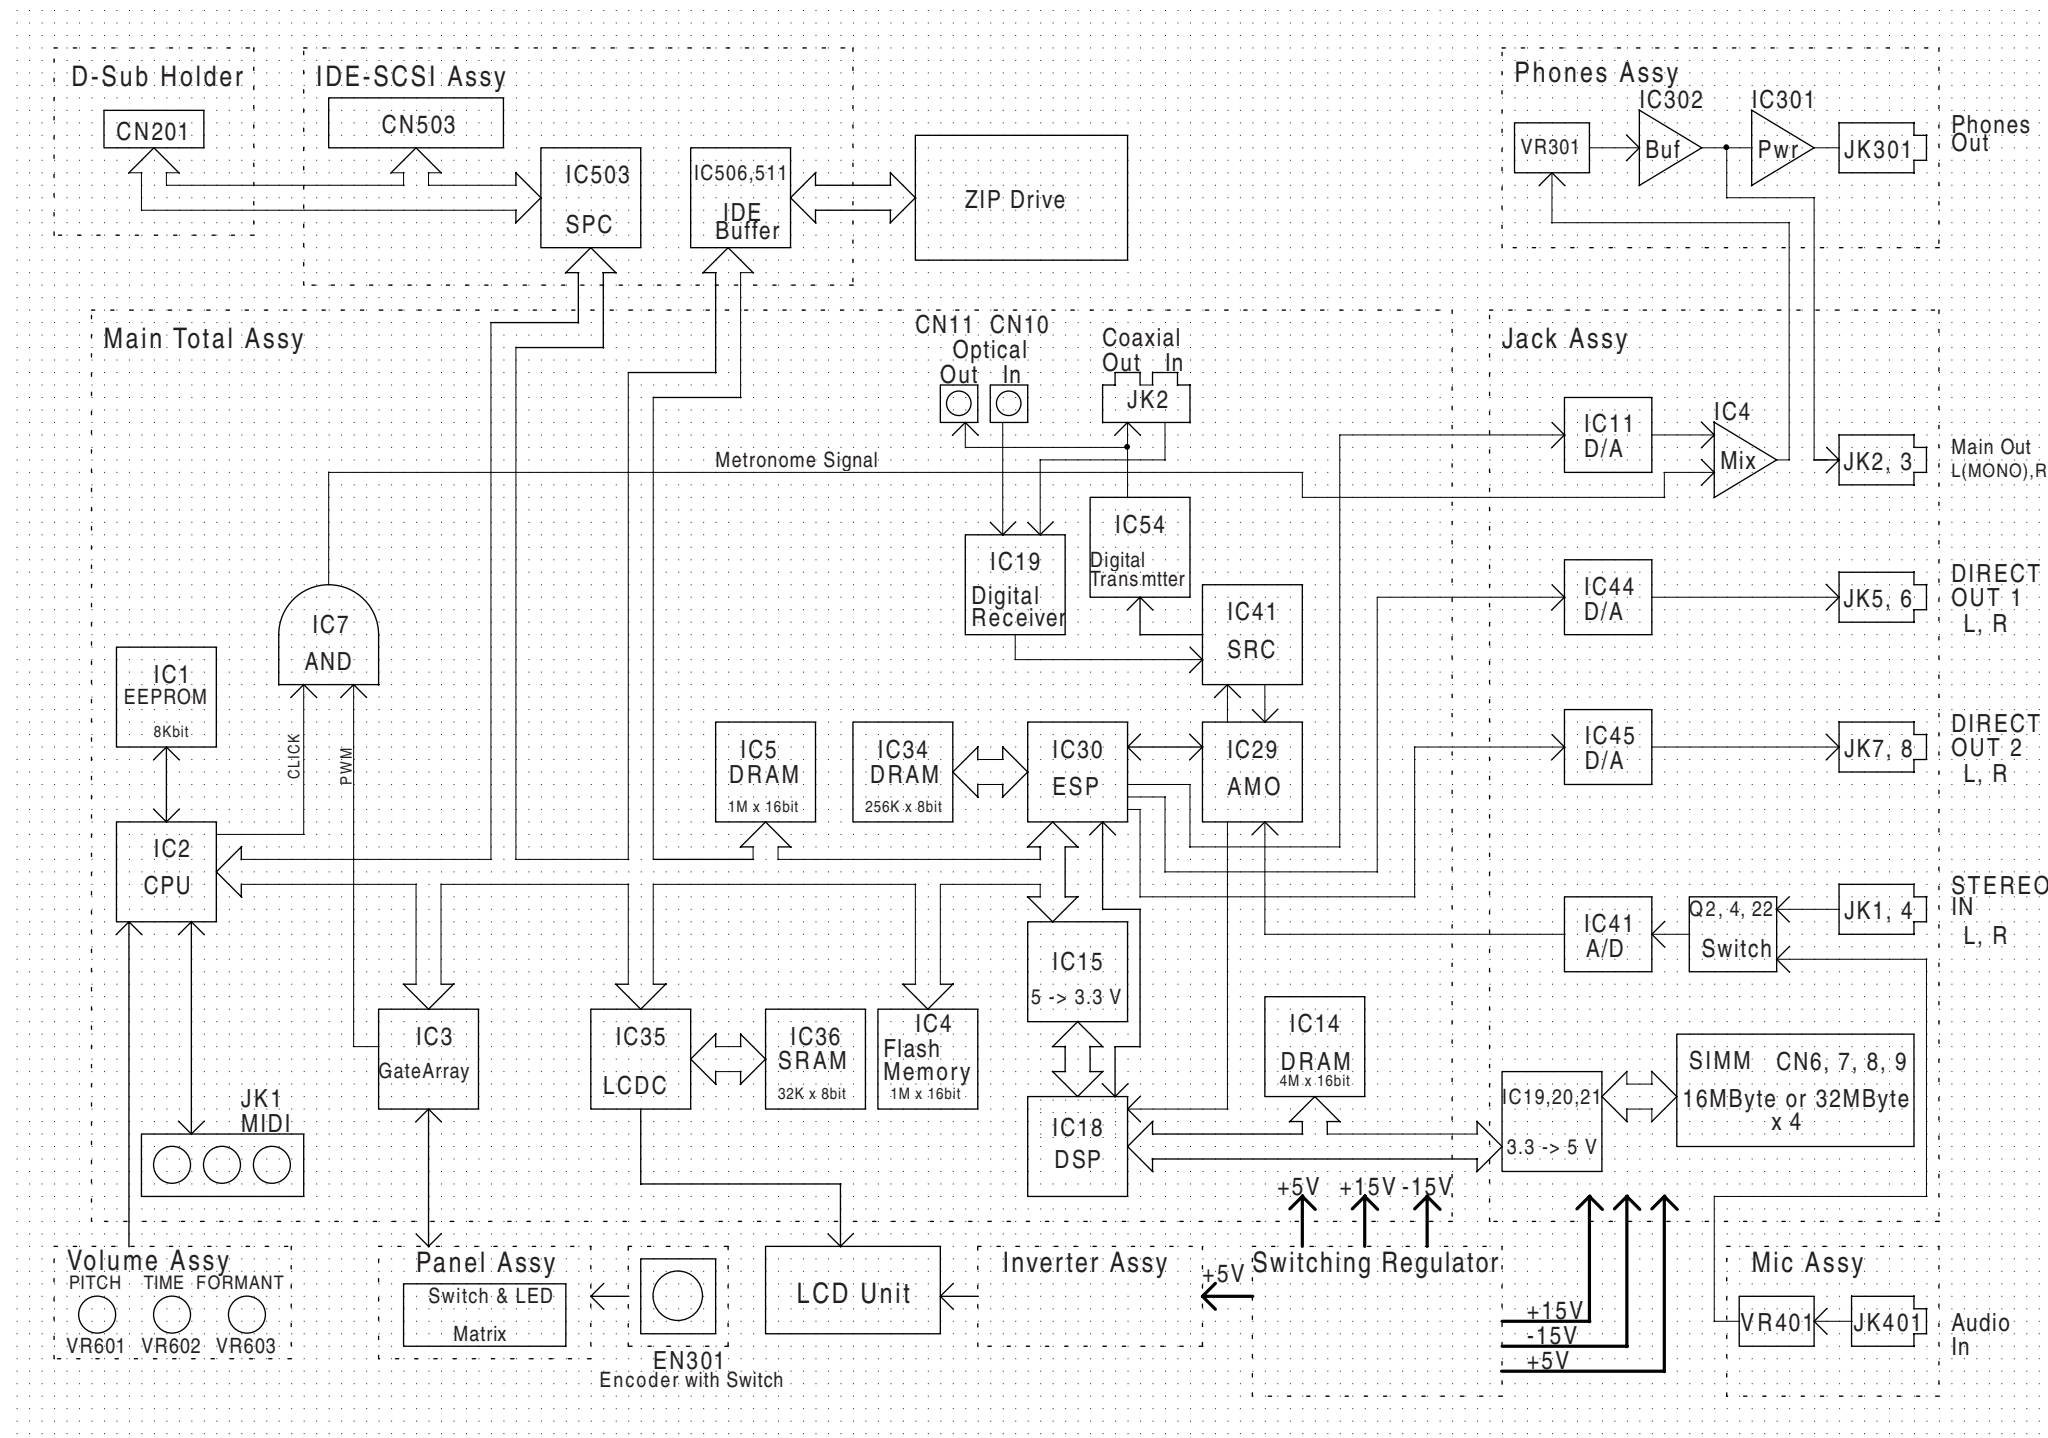 D-Sub Holder
CN201
IDE-SCSI Assy
CN503
IC503
SPC
IC506,511
IDE
Buffer
ZIP Drive
Phones Assy
IC302
IC301
VR301
Buf
Pwr
JK301
Phones
Out
Main Total Assy
CN11 CN10
Optical
Out In
Coaxial
Out In
JK2
Metronome Signal
Jack Assy
IC11
D/A
IC4
Mix
JK2, 3
Main Out
L(MONO),R
IC54
Digital
Transmtter
IC19
Digital
Receiver
IC41
SRC
IC44
D/A
JK5, 6
DIRECT
OUT 1
L, R
IC7
AND
IC1
EEPROM
8Kbit
CLICK
PWM
IC5
DRAM
1M x 16bit
IC34
DRAM
256K x 8bit
IC30
ESP
IC29
AMO
IC45
D/A
JK7, 8
DIRECT
OUT 2
L, R
IC2
CPU
IC15
5 -> 3.3 V
IC41
A/D
Q2, 4, 22
Switch
JK1, 4
STEREO
IN
L, R
IC3
GateArray
IC35
LCDC
IC36
SRAM
32K x 8bit
IC4
Flash
Memory
1M x 16bit
IC14
DRAM
4M x 16bit
IC18
DSP
IC19,20,21
3.3 -> 5 V
SIMM CN6, 7, 8, 9
16MByte or 32MByte
x 4
JK1
MIDI
+5V +15V -15V
Volume Assy
PITCH TIME FORMANT
VR601 VR602 VR603
Panel Assy
Switch & LED
Matrix
EN301
Encoder with Switch
LCD Unit
Inverter Assy
+5V
Switching Regulator
+15V
-15V
+5V
Mic Assy
VR401
JK401
Audio
In